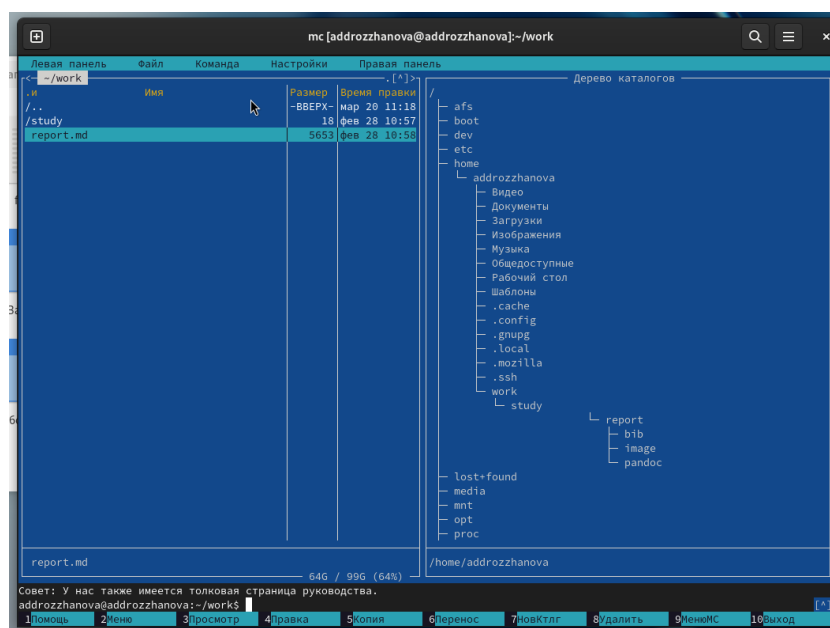 mc [addrozzhanova@addrozzhanova]:~/work
Левая панель Файл Команда Настройки Правая панель
<- ~/work .[^]>
.и Имя Размер Время правки
/.. -ВВЕРХ- мар 20 11:18
/study 18 фев 28 10:57
report.md 5653 фев 28 10:58
report.md
64G / 99G (64%)
Дерево каталогов
/
afs
boot
dev
etc
home
addrozzhanova
Видео
Документы
Загрузки
Изображения
Музыка
Общедоступные
Рабочий стол
Шаблоны
.cache
.config
.gnupg
.local
.mozilla
.ssh
work
study
report
bib
image
pandoc
lost+found
media
mnt
opt
proc
/home/addrozzhanova
Совет: У нас также имеется толковая страница руководства.
addrozzhanova@addrozzhanova:~/work$ [^]
1Помощь 2Меню 3Просмотр 4Правка 5Копия 6Перенос 7НовКтлг 8Удалить 9МенюМС 10Выход